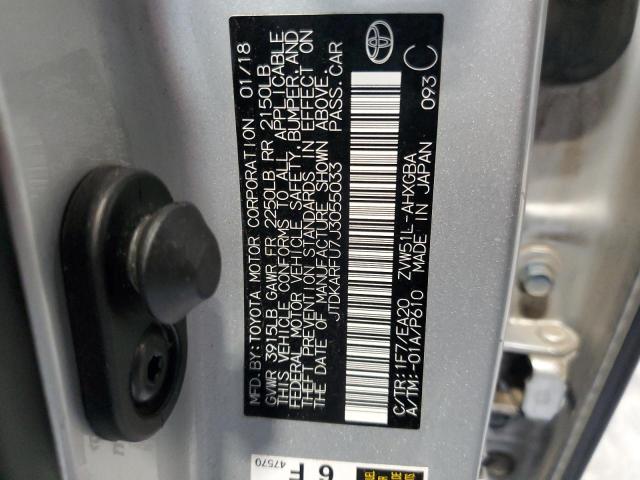 MFD.BY:TOYOTA MOTOR CORPORATION 01/18
GVWR 3915LB GAWR FR 2250LB RR 2150LB
THIS VEHICLE CONFORMS TO ALL APPLICABLE
FEDERAL MOTOR VEHICLE SAFETY, BUMPER, AND
THEFT PREVENTION STANDARDS IN EFFECT ON
THE DATE OF MANUFACTURE SHOWN ABOVE.
JTDKARFU7J3055033 PASS.CAR
093 C
C/TR:1F7/EA20 ZVW51L-AHXGBA
A/TM:-01A/P610 MADE IN JAPAN
47570